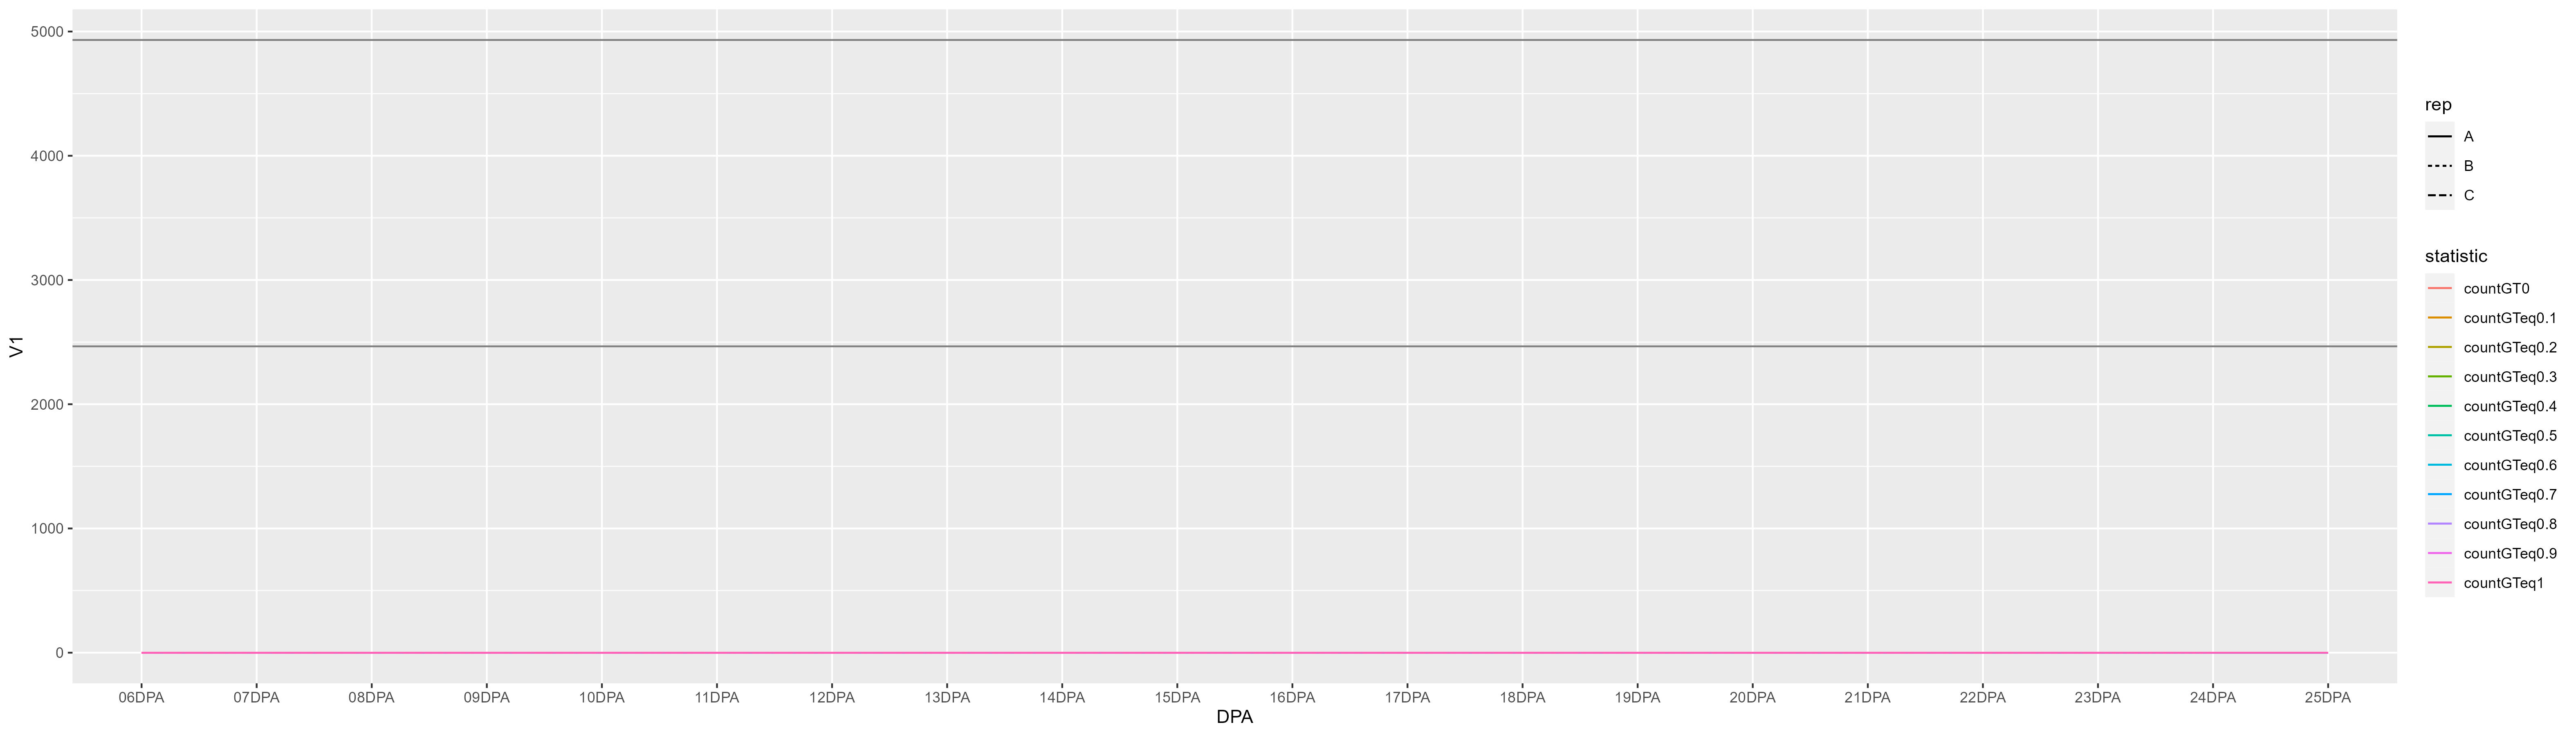 5000
4000
3000
2000
1000
0
V1
06DPA 07DPA 08DPA 09DPA 10DPA 11DPA 12DPA 13DPA 14DPA 15DPA 16DPA 17DPA 18DPA 19DPA 20DPA 21DPA 22DPA 23DPA 24DPA 25DPA
DPA
rep
A
B
C
statistic
countGT0
countGTeq0.1
countGTeq0.2
countGTeq0.3
countGTeq0.4
countGTeq0.5
countGTeq0.6
countGTeq0.7
countGTeq0.8
countGTeq0.9
countGTeq1